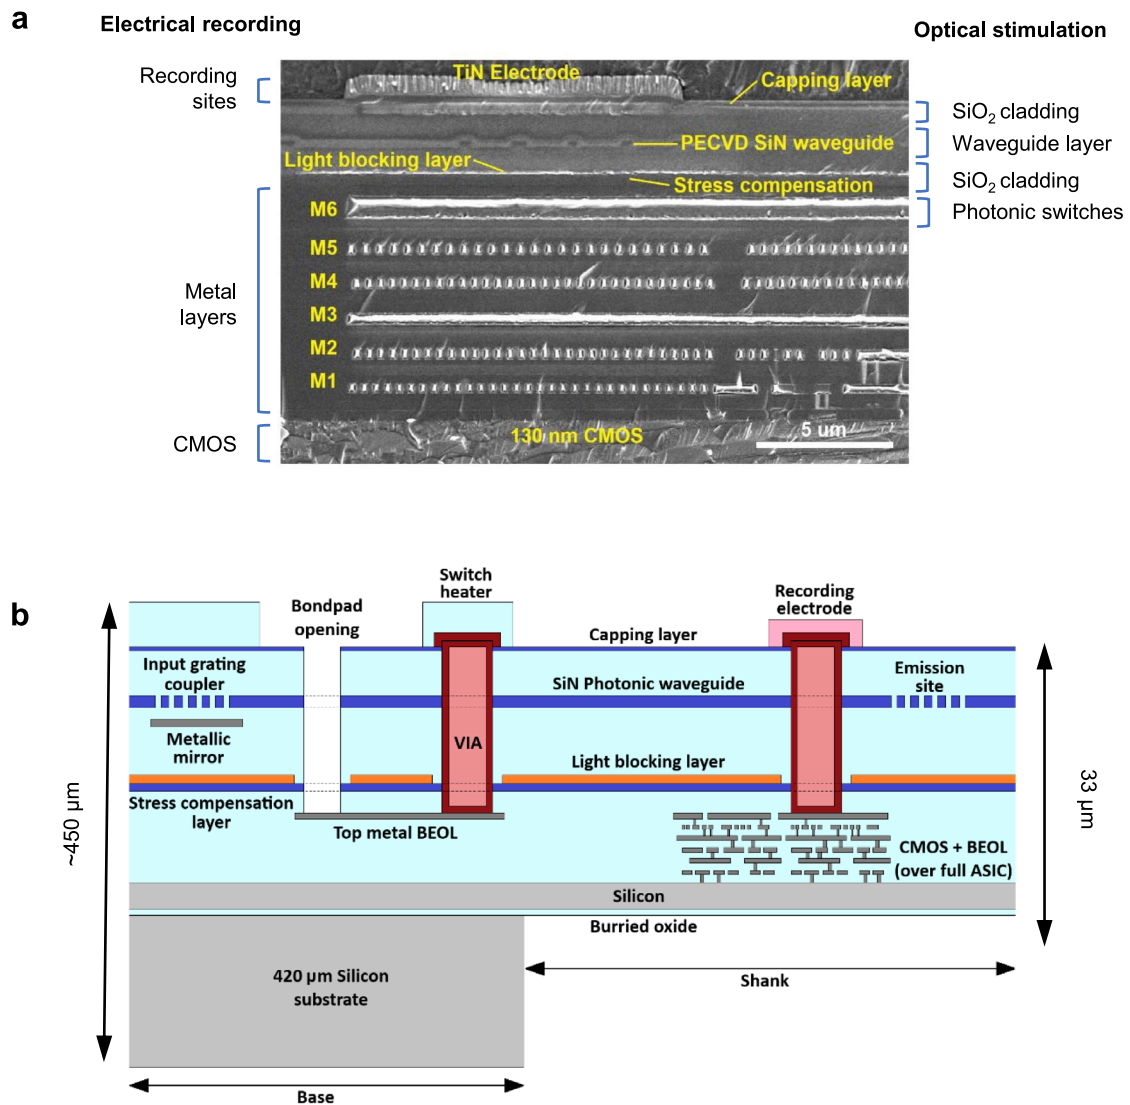 a
Electrical recording
Optical stimulation
Recording
sites
TiN Electrode
Capping layer
SiO2 cladding
PECVD SiN waveguide
Waveguide layer
Light blocking layer
Stress compensation
SiO2 cladding
M6
Photonic switches
M5
M4
Metal
layers
M3
M2
M1
CMOS
130 nm CMOS
5 um
b
Switch
heater
Recording
electrode
Bondpad
opening
Capping layer
Input grating
coupler
SiN Photonic waveguide
Emission
site
Metallic
mirror
VIA
Light blocking layer
Stress compensation
layer
Top metal BEOL
CMOS + BEOL
(over full ASIC)
~450 µm
33 µm
Silicon
Burried oxide
420 µm Silicon
substrate
Shank
Base